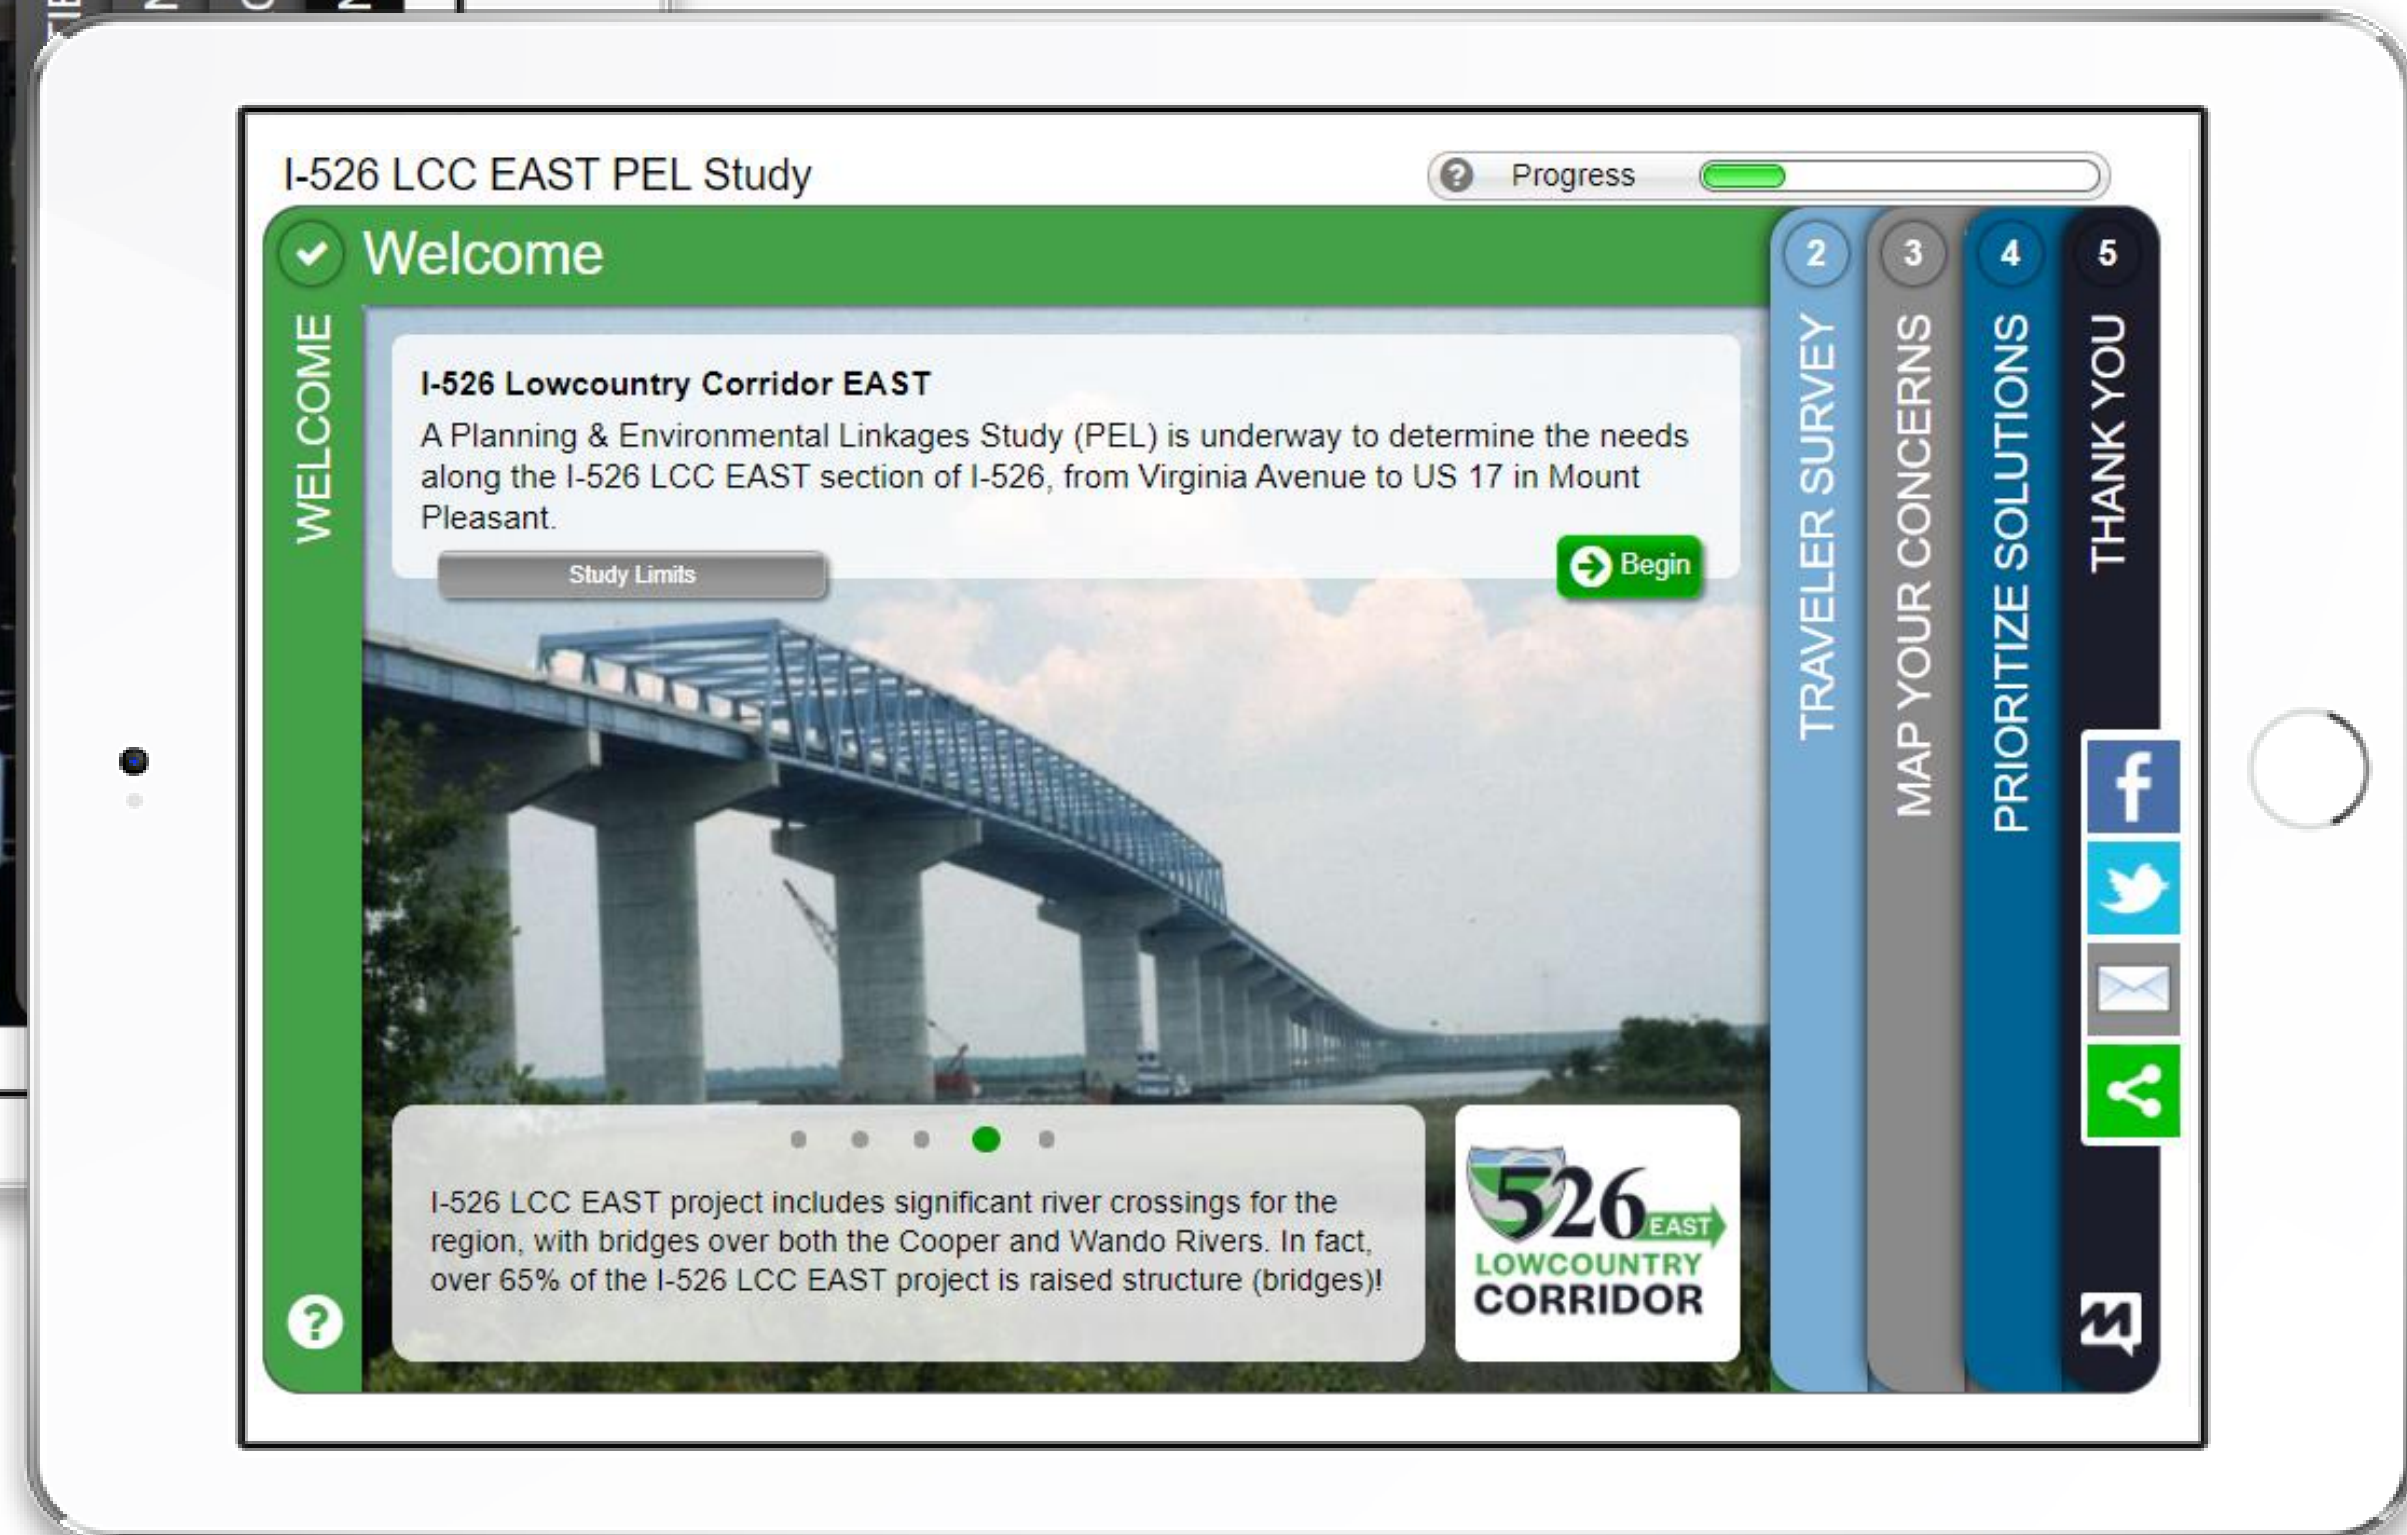 I-526 LCC EAST PEL Study
Progress
Welcome
WELCOME
I-526 Lowcountry Corridor EAST
A Planning & Environmental Linkages Study (PEL) is underway to determine the needs
along the I-526 LCC EAST section of I-526, from Virginia Avenue to US 17 in Mount
Pleasant.
Study Limits
Begin
I-526 LCC EAST project includes significant river crossings for the
region, with bridges over both the Cooper and Wando Rivers. In fact,
over 65% of the I-526 LCC EAST project is raised structure (bridges)!
526
EAST
LOWCOUNTRY
CORRIDOR
2
TRAVELER SURVEY
3
MAP YOUR CONCERNS
4
PRIORITIZE SOLUTIONS
5
THANK YOU